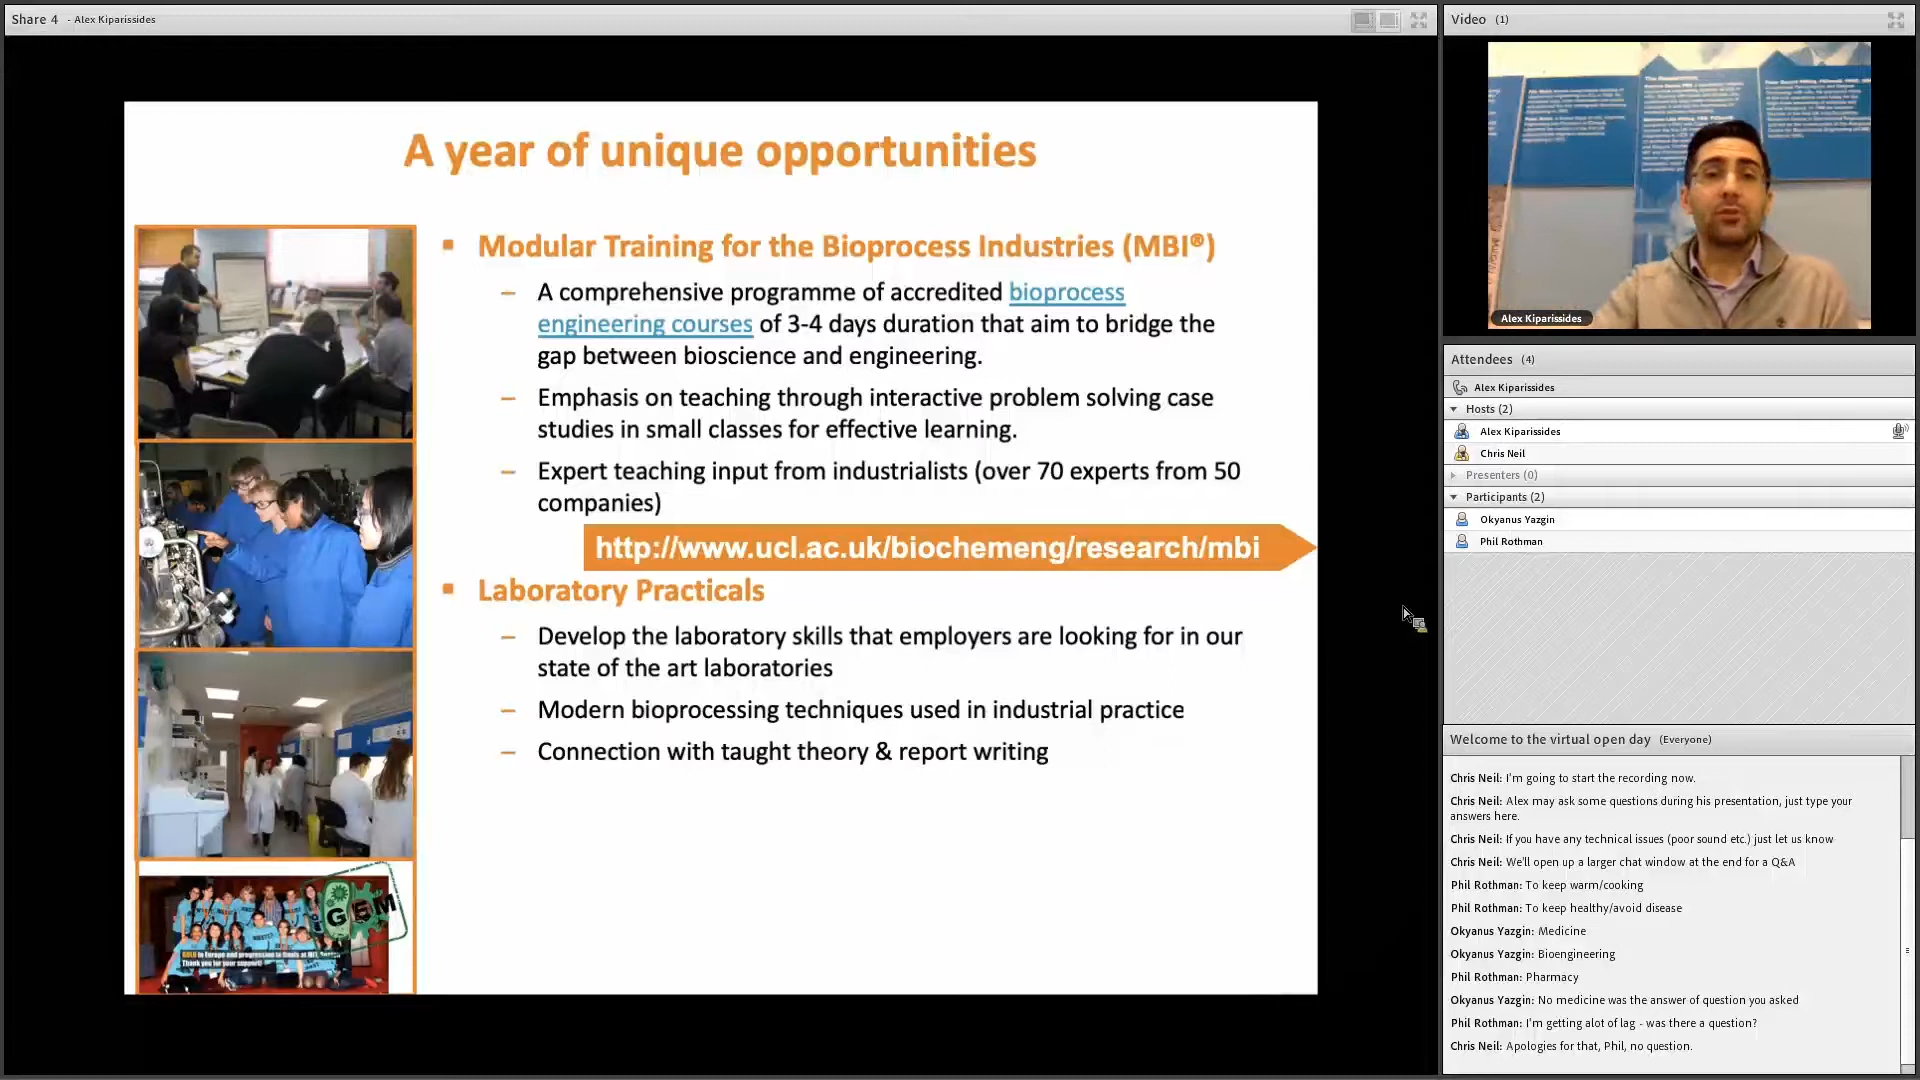 Share 4 - Alex Kiparissides
A year of unique opportunities
▪ Modular Training for the Bioprocess Industries (MBI®)
– A comprehensive programme of accredited bioprocess
engineering courses of 3-4 days duration that aim to bridge the
gap between bioscience and engineering.
– Emphasis on teaching through interactive problem solving case
studies in small classes for effective learning.
– Expert teaching input from industrialists (over 70 experts from 50
companies)
http://www.ucl.ac.uk/biochemeng/research/mbi
▪ Laboratory Practicals
– Develop the laboratory skills that employers are looking for in our
state of the art laboratories
– Modern bioprocessing techniques used in industrial practice
– Connection with taught theory & report writing
GEM
Thank you for your support!
Video (1)
Alex Kiparissides
Attendees (4)
Alex Kiparissides
Hosts (2)
Alex Kiparissides
Chris Neil
Presenters (0)
Participants (2)
Okyanus Yazgin
Phil Rothman
Welcome to the virtual open day (Everyone)
Chris Neil: I'm going to start the recording now.
Chris Neil: Alex may ask some questions during his presentation, just type your
answers here.
Chris Neil: If you have any technical issues (poor sound etc.) just let us know
Chris Neil: We'll open up a larger chat window at the end for a Q&A
Phil Rothman: To keep warm/cooking
Phil Rothman: To keep healthy/avoid disease
Okyanus Yazgin: Medicine
Okyanus Yazgin: Bioengineering
Phil Rothman: Pharmacy
Okyanus Yazgin: No medicine was the answer of question you asked
Phil Rothman: I'm getting alot of lag - was there a question?
Chris Neil: Apologies for that, Phil, no question.